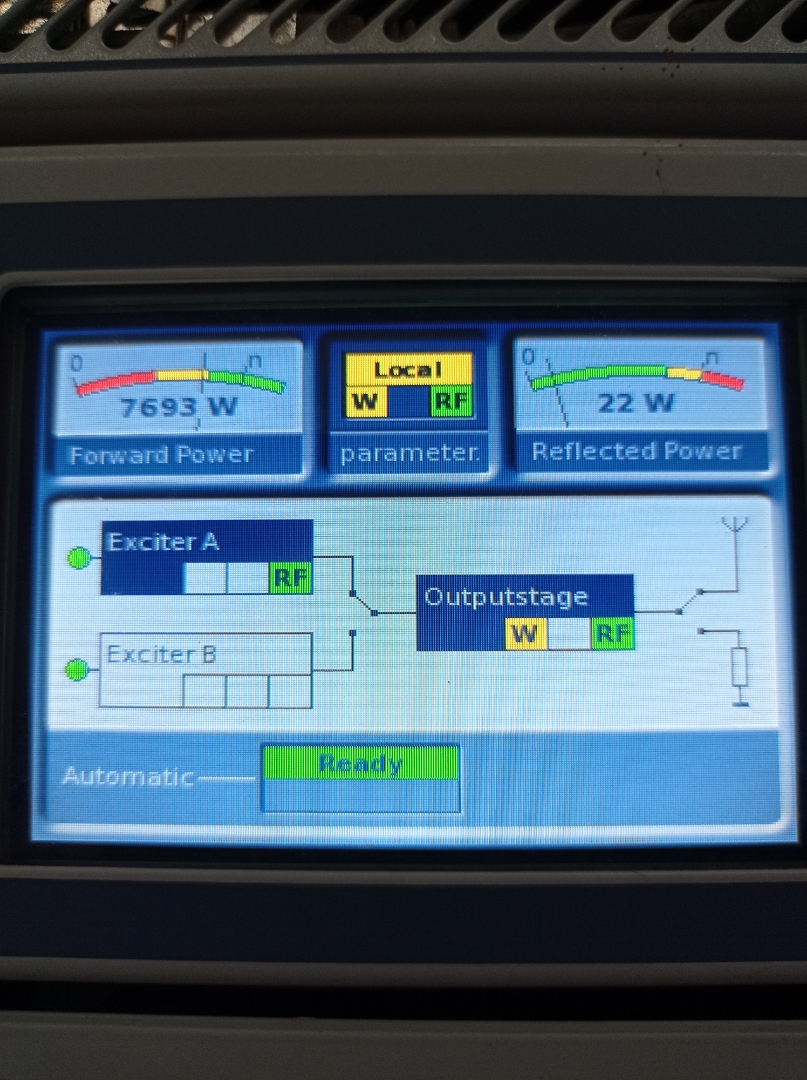 0 n
7693 W
Forward Power
Local
W RF
parameter.
0 n
22 W
Reflected Power
Exciter A
RF
Exciter B
Outputstage
W RF
Automatic
Ready